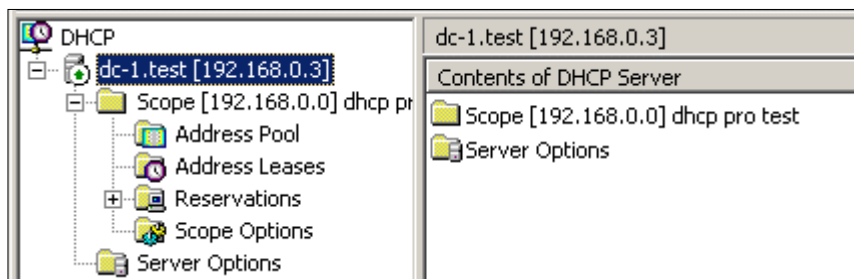 DHCP
dc-1.test [192.168.0.3]
Scope [192.168.0.0] dhcp pr
Address Pool
Address Leases
Reservations
Scope Options
Server Options
dc-1.test [192.168.0.3]
Contents of DHCP Server
Scope [192.168.0.0] dhcp pro test
Server Options